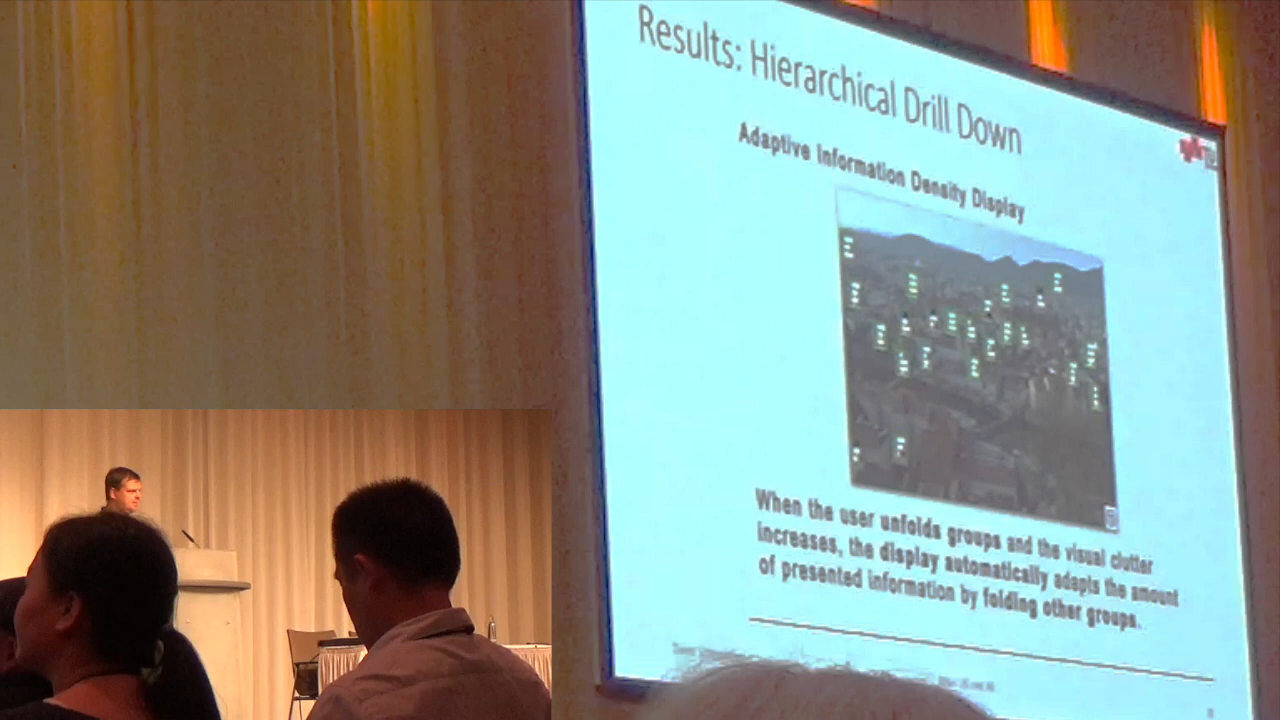 Results: Hierarchical Drill Down
Adaptive Information Density Display
When the user unfolds groups and the visual clutter
increases, the display automatically adapts the amount
of presented information by folding other groups.